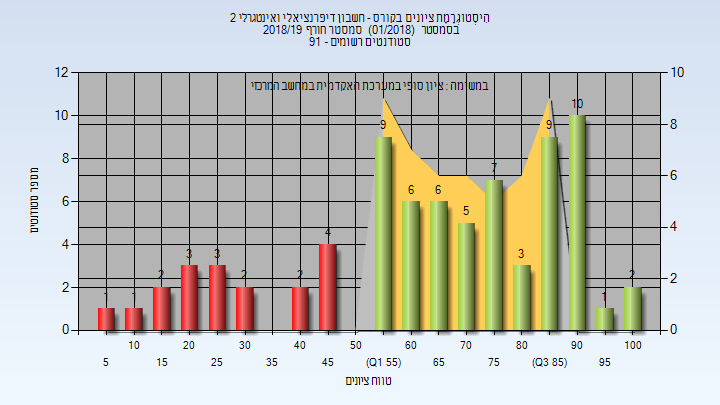 היסטוגרמת ציונים בקורס - חשבון דיפרנציאלי ואינטגרלי 2
בסמסטר (01/2018) סמסטר חורף 2018/19
סטודנטים רשומים - 91
במשימה : ציון סופי במערכת האקדמית במחשב המרכזי
12 10
10 8
8 6
6 4
4 2
2 0
0
מספר סטודנטים
1 1 2 3 3 2 2 4 9 6 6 5 7 3 9 10 1 2
10 20 30 40 50 60 70 80 90 100
5 15 25 35 45 (Q1 55) 65 75 (Q3 85) 95
טווח ציונים